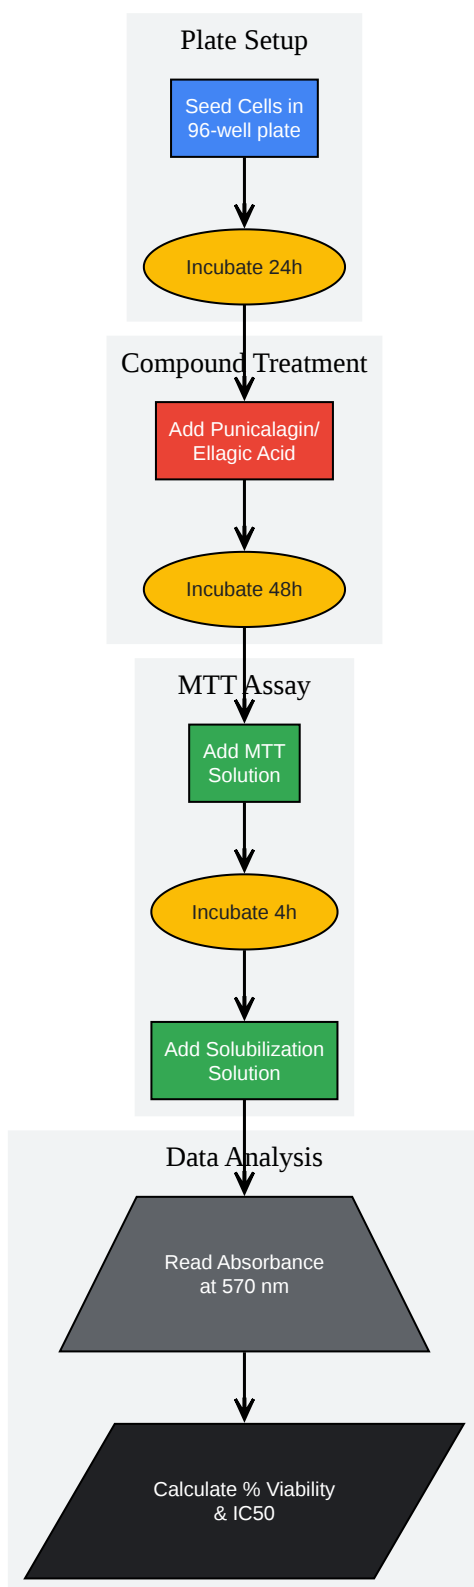 Plate Setup
Seed Cells in
96-well plate
Incubate 24h
Compound Treatment
Add Punicalagin/
Ellagic Acid
Incubate 48h
MTT Assay
Add MTT
Solution
Incubate 4h
Add Solubilization
Solution
Data Analysis
Read Absorbance
at 570 nm
Calculate % Viability
& IC50